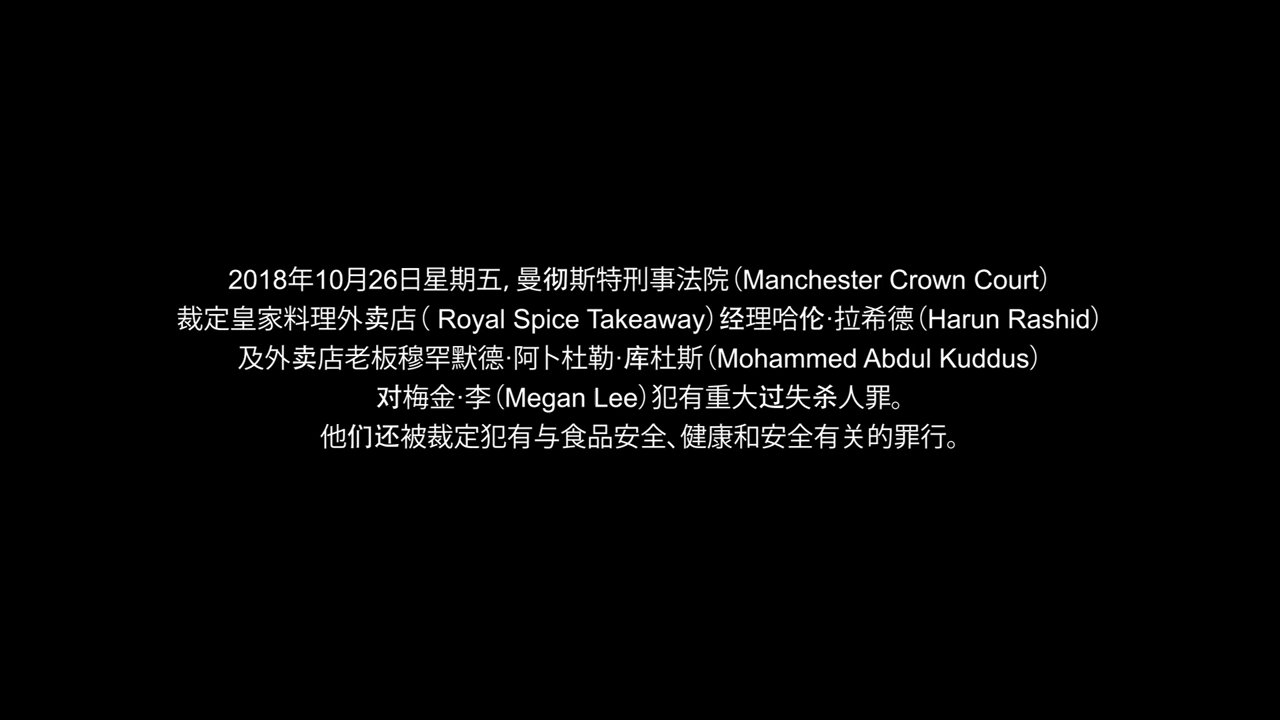 2018年10月26日星期五, 曼彻斯特刑事法院（Manchester Crown Court）
裁定皇家料理外卖店（ Royal Spice Takeaway）经理哈伦·拉希德（Harun Rashid）
及外卖店老板穆罕默德·阿卜杜勒·库杜斯（Mohammed Abdul Kuddus）
对梅金·李（Megan Lee）犯有重大过失杀人罪。
他们还被裁定犯有与食品安全、健康和安全有关的罪行。